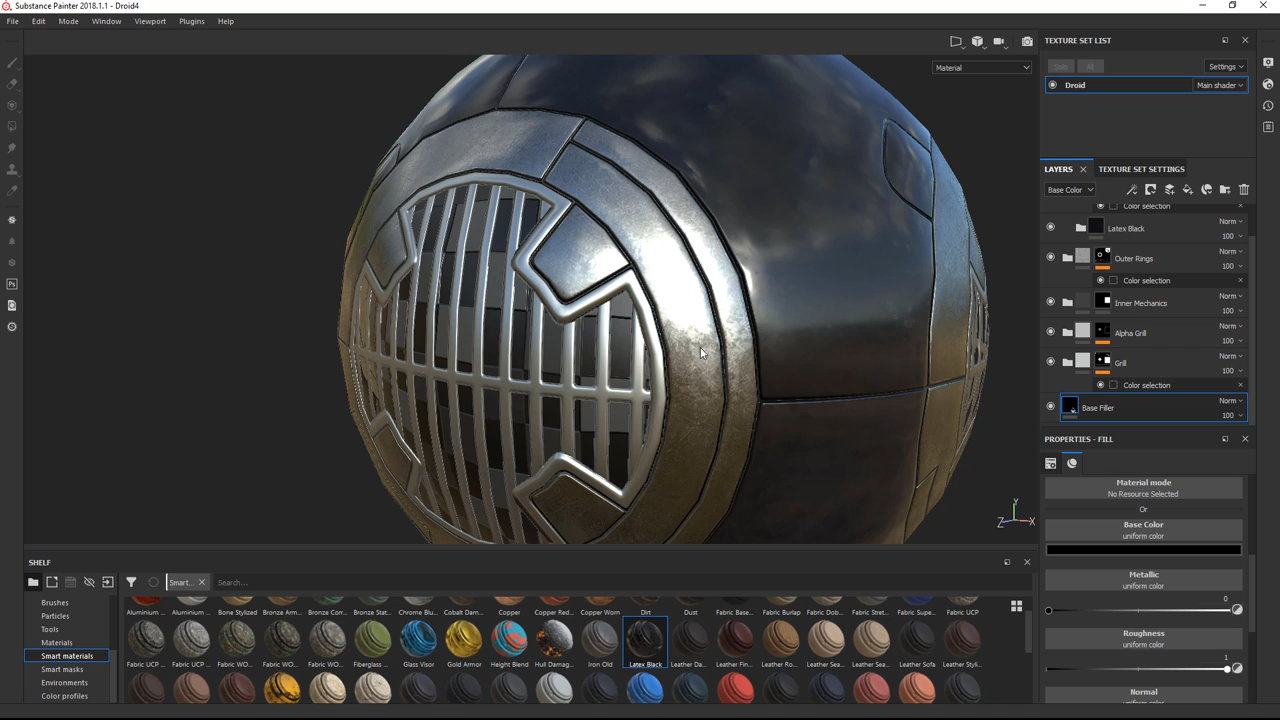 Substance Painter 2018.1.1 - Droid4
File Edit Mode Window Viewport Plugins Help
Material
TEXTURE SET LIST
Solo All Settings
Droid Main shader
LAYERS TEXTURE SET SETTINGS
Base Color
Color selection
Latex Black Norm 100
Outer Rings Norm 100
Color selection
Inner Mechanics Norm 100
Alpha Grill Norm 100
Grill Norm 100
Color selection
Base Filler Norm 100
PROPERTIES - FILL
Material mode
No Resource Selected
Or
Base Color
uniform color
Metallic
uniform color
0
Roughness
uniform color
1
Normal
uniform color
Y
Z X
SHELF
Smart... Search...
Brushes
Particles
Tools
Materials
Smart materials
Smart masks
Environments
Color profiles
Aluminium ... Aluminium ... Bone Stylized Bronze Arm... Bronze Cor... Bronze Stat... Chrome Blu... Cobalt Dam... Copper Copper Red... Copper Worn Dirt Dust Fabric Base... Fabric Burlap Fabric Dob... Fabric Stret... Fabric Supe... Fabric UCP
Fabric UCP ... Fabric UCP ... Fabric WO... Fabric WO... Fabric WO... Fiberglass ... Glass Visor Gold Armor Height Blend Hull Damag... Iron Old Latex Black Leather Da... Leather Fin... Leather Ro... Leather Sea... Leather Sea... Leather Sofa Leather Styli...